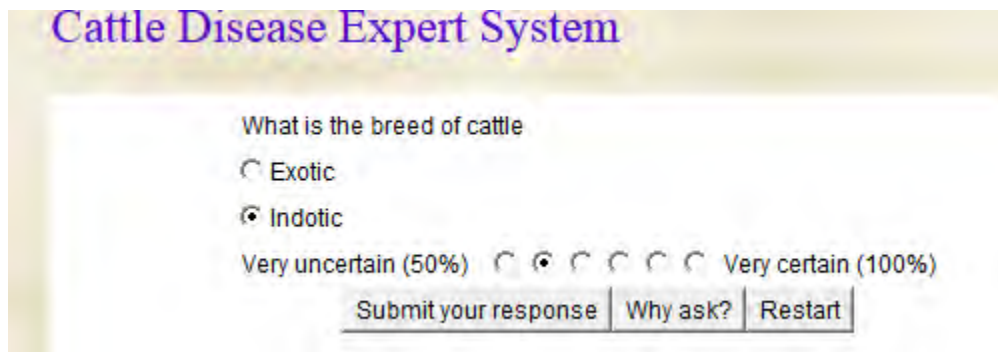 Cattle Disease Expert System
What is the breed of cattle
Exotic
Indotic
Very uncertain (50%) Very certain (100%)
Submit your response Why ask? Restart